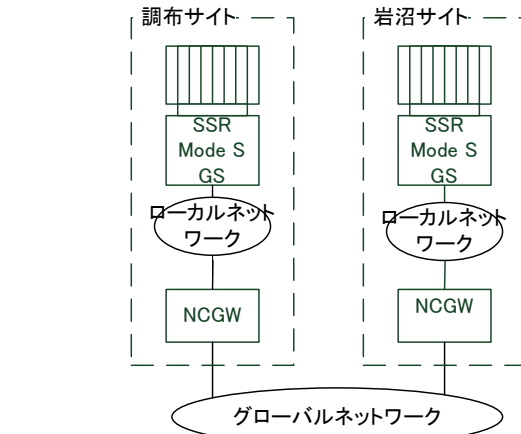 調布サイト
SSR
Mode S
GS
ローカルネット
ワーク
NCGW
岩沼サイト
SSR
Mode S
GS
ローカルネット
ワーク
NCGW
グローバルネットワーク